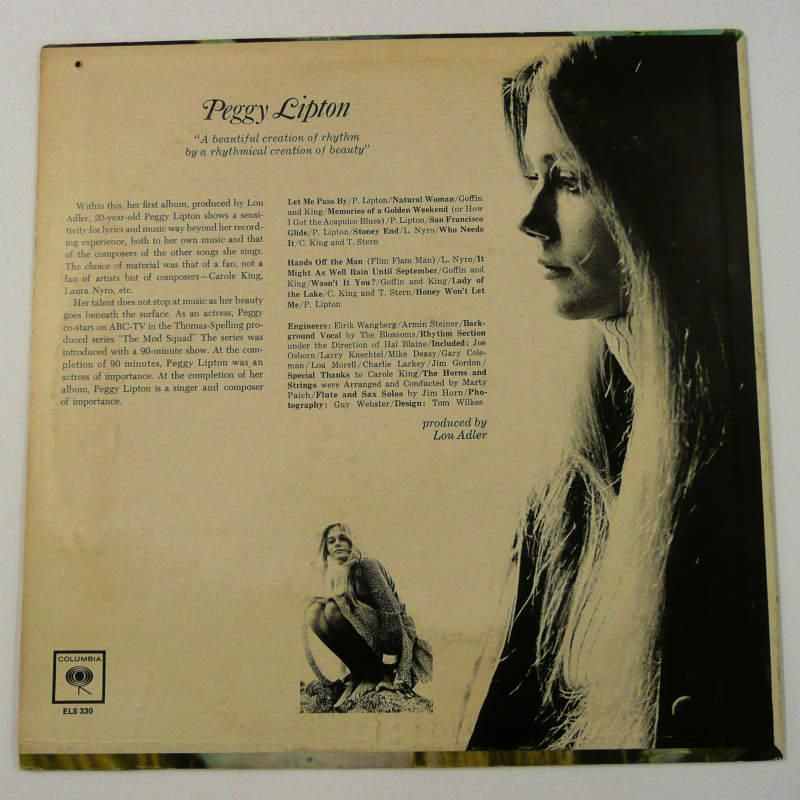 Peggy Lipton
"A beautiful creation of rhythm
by a rhythmical creation of beauty"
Within this, her first album, produced by Lou
Adler, 20-year-old Peggy Lipton shows a sensi-
tivity for lyrics and music way beyond her record-
ing experience, both to her own music and that
of the composers of the other songs she sings.
The choice of material was that of a fan, not a
fan of artists but of composers—Carole King,
Laura Nyro, etc.
Her talent does not stop at music as her beauty
goes beneath the surface. As an actress, Peggy
co-stars on ABC-TV in the Thomas-Spelling pro-
duced series "The Mod Squad." The series was
introduced with a 90-minute show. At the com-
pletion of 90 minutes, Peggy Lipton was an
actress of importance. At the completion of her
album, Peggy Lipton is a singer and composer
of importance.
Let Me Pass By/P. Lipton/Natural Woman/Goffin
and King/Memories of a Golden Weekend (or How
I Got the Acapulco Blues)/P. Lipton/San Francisco
Glide/P. Lipton/Stoney End/L. Nyro/Who Needs
It/C. King and T. Stern
Hands Off the Man (Flim Flam Man)/L. Nyro/It
Might As Well Rain Until September/Goffin and
King/Wasn't It You?/Goffin and King/Lady of
the Lake/C. King and T. Stern/Honey Won't Let
Me/P. Lipton
Engineers: Eirik Wangberg/Armin Steiner/Back-
ground Vocal by The Blossoms/Rhythm Section
under the Direction of Hal Blaine/Included: Joe
Osborn/Larry Knechtel/Mike Deasy/Gary Cole-
man/Lou Morell/Charlie Larkey/Jim Gordon/
Special Thanks to Carole King/The Horns and
Strings were Arranged and Conducted by Marty
Paich/Flute and Sax Solos by Jim Horn/Pho-
tography: Guy Webster/Design: Tom Wilkes
produced by
Lou Adler
COLUMBIA
ELS 330